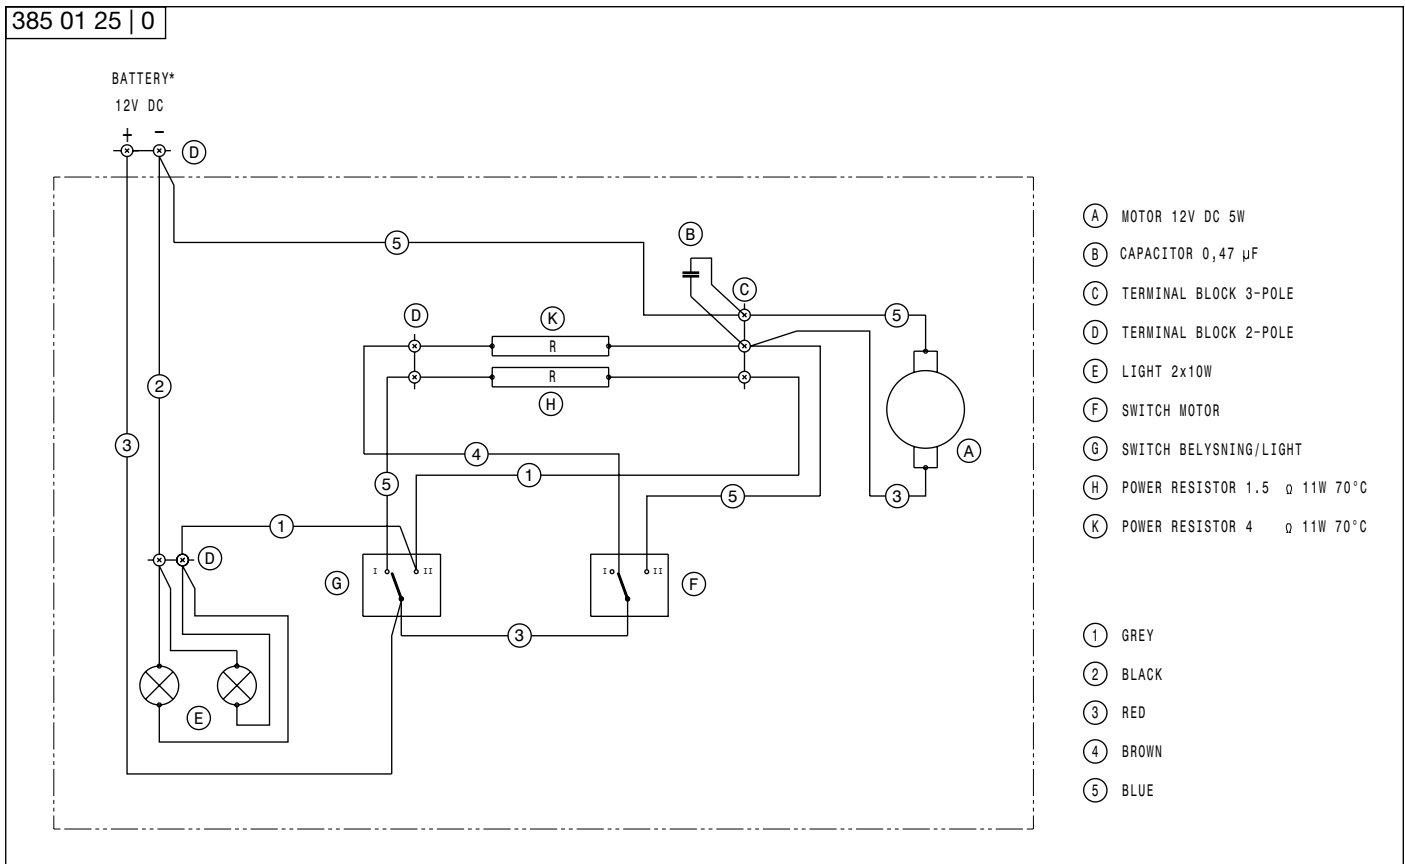 385 01 25 | 0
BATTERY*
12V DC
+ −
D
5
B
C
D
K
5
R
R
H
2
3
4
1
5
5
3
A
1
D
G
I II
I II
F
3
E
A MOTOR 12V DC 5W
B CAPACITOR 0,47 µF
C TERMINAL BLOCK 3-POLE
D TERMINAL BLOCK 2-POLE
E LIGHT 2x10W
F SWITCH MOTOR
G SWITCH BELYSNING/LIGHT
H POWER RESISTOR 1.5 Ω 11W 70°C
K POWER RESISTOR 4 Ω 11W 70°C
1 GREY
2 BLACK
3 RED
4 BROWN
5 BLUE